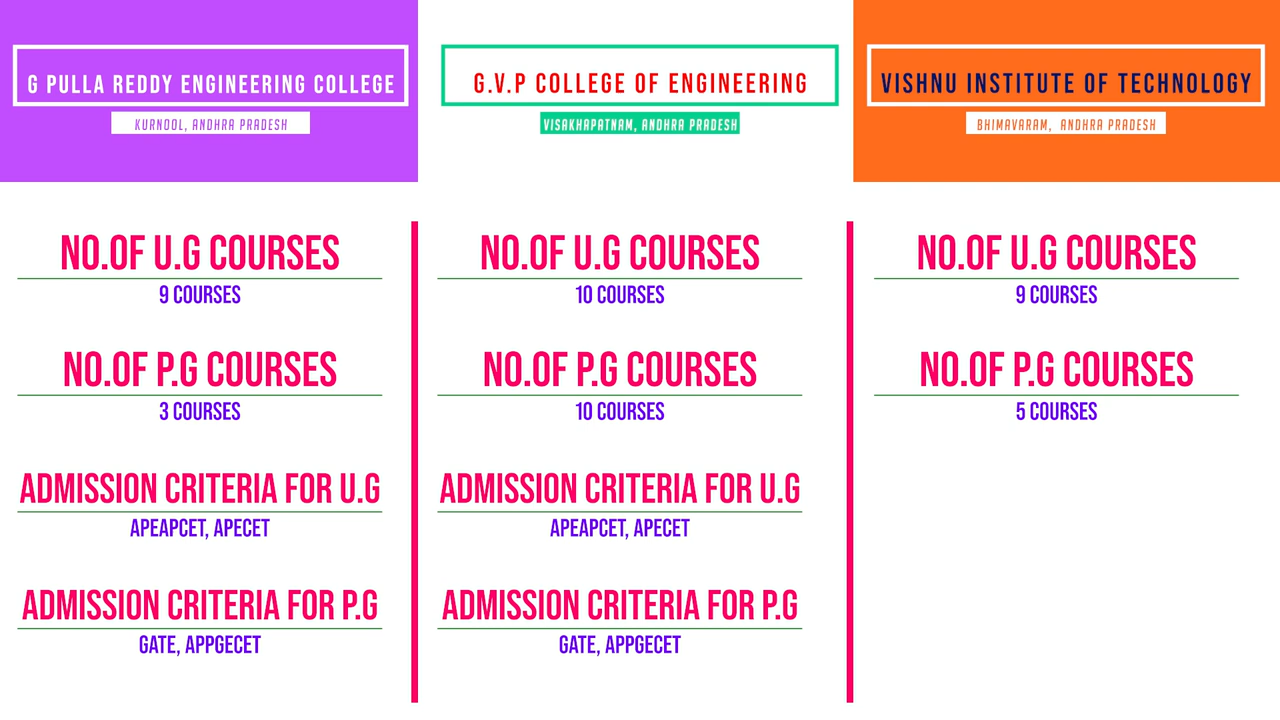 G PULLA REDDY ENGINEERING COLLEGE
KURNOOL, ANDHRA PRADESH
NO.OF U.G COURSES
9 COURSES
NO.OF P.G COURSES
3 COURSES
ADMISSION CRITERIA FOR U.G
APEAPCET, APECET
ADMISSION CRITERIA FOR P.G
GATE, APPGECET
G.V.P COLLEGE OF ENGINEERING
VISAKHAPATNAM, ANDHRA PRADESH
NO.OF U.G COURSES
10 COURSES
NO.OF P.G COURSES
10 COURSES
ADMISSION CRITERIA FOR U.G
APEAPCET, APECET
ADMISSION CRITERIA FOR P.G
GATE, APPGECET
VISHNU INSTITUTE OF TECHNOLOGY
BHIMAVARAM, ANDHRA PRADESH
NO.OF U.G COURSES
9 COURSES
NO.OF P.G COURSES
5 COURSES